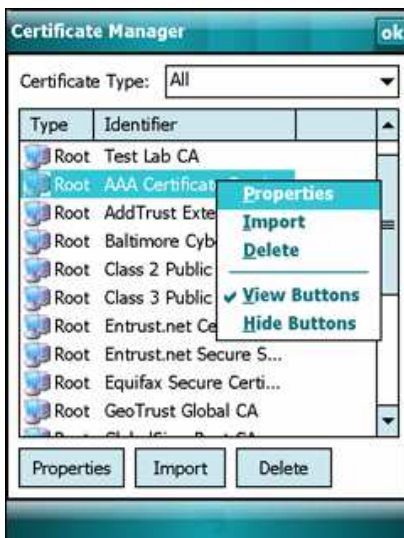 Certificate Manager ok
Certificate Type: All
Type Identifier
Root Test Lab CA
Root AAA Certificate
Root AddTrust Exte
Root Baltimore Cyb
Root Class 2 Public
Root Class 3 Public
Root Entrust.net Ce
Root Entrust.net Secure S...
Root Equifax Secure Certi...
Root GeoTrust Global CA
Properties
Import
Delete
View Buttons
Hide Buttons
Properties Import Delete